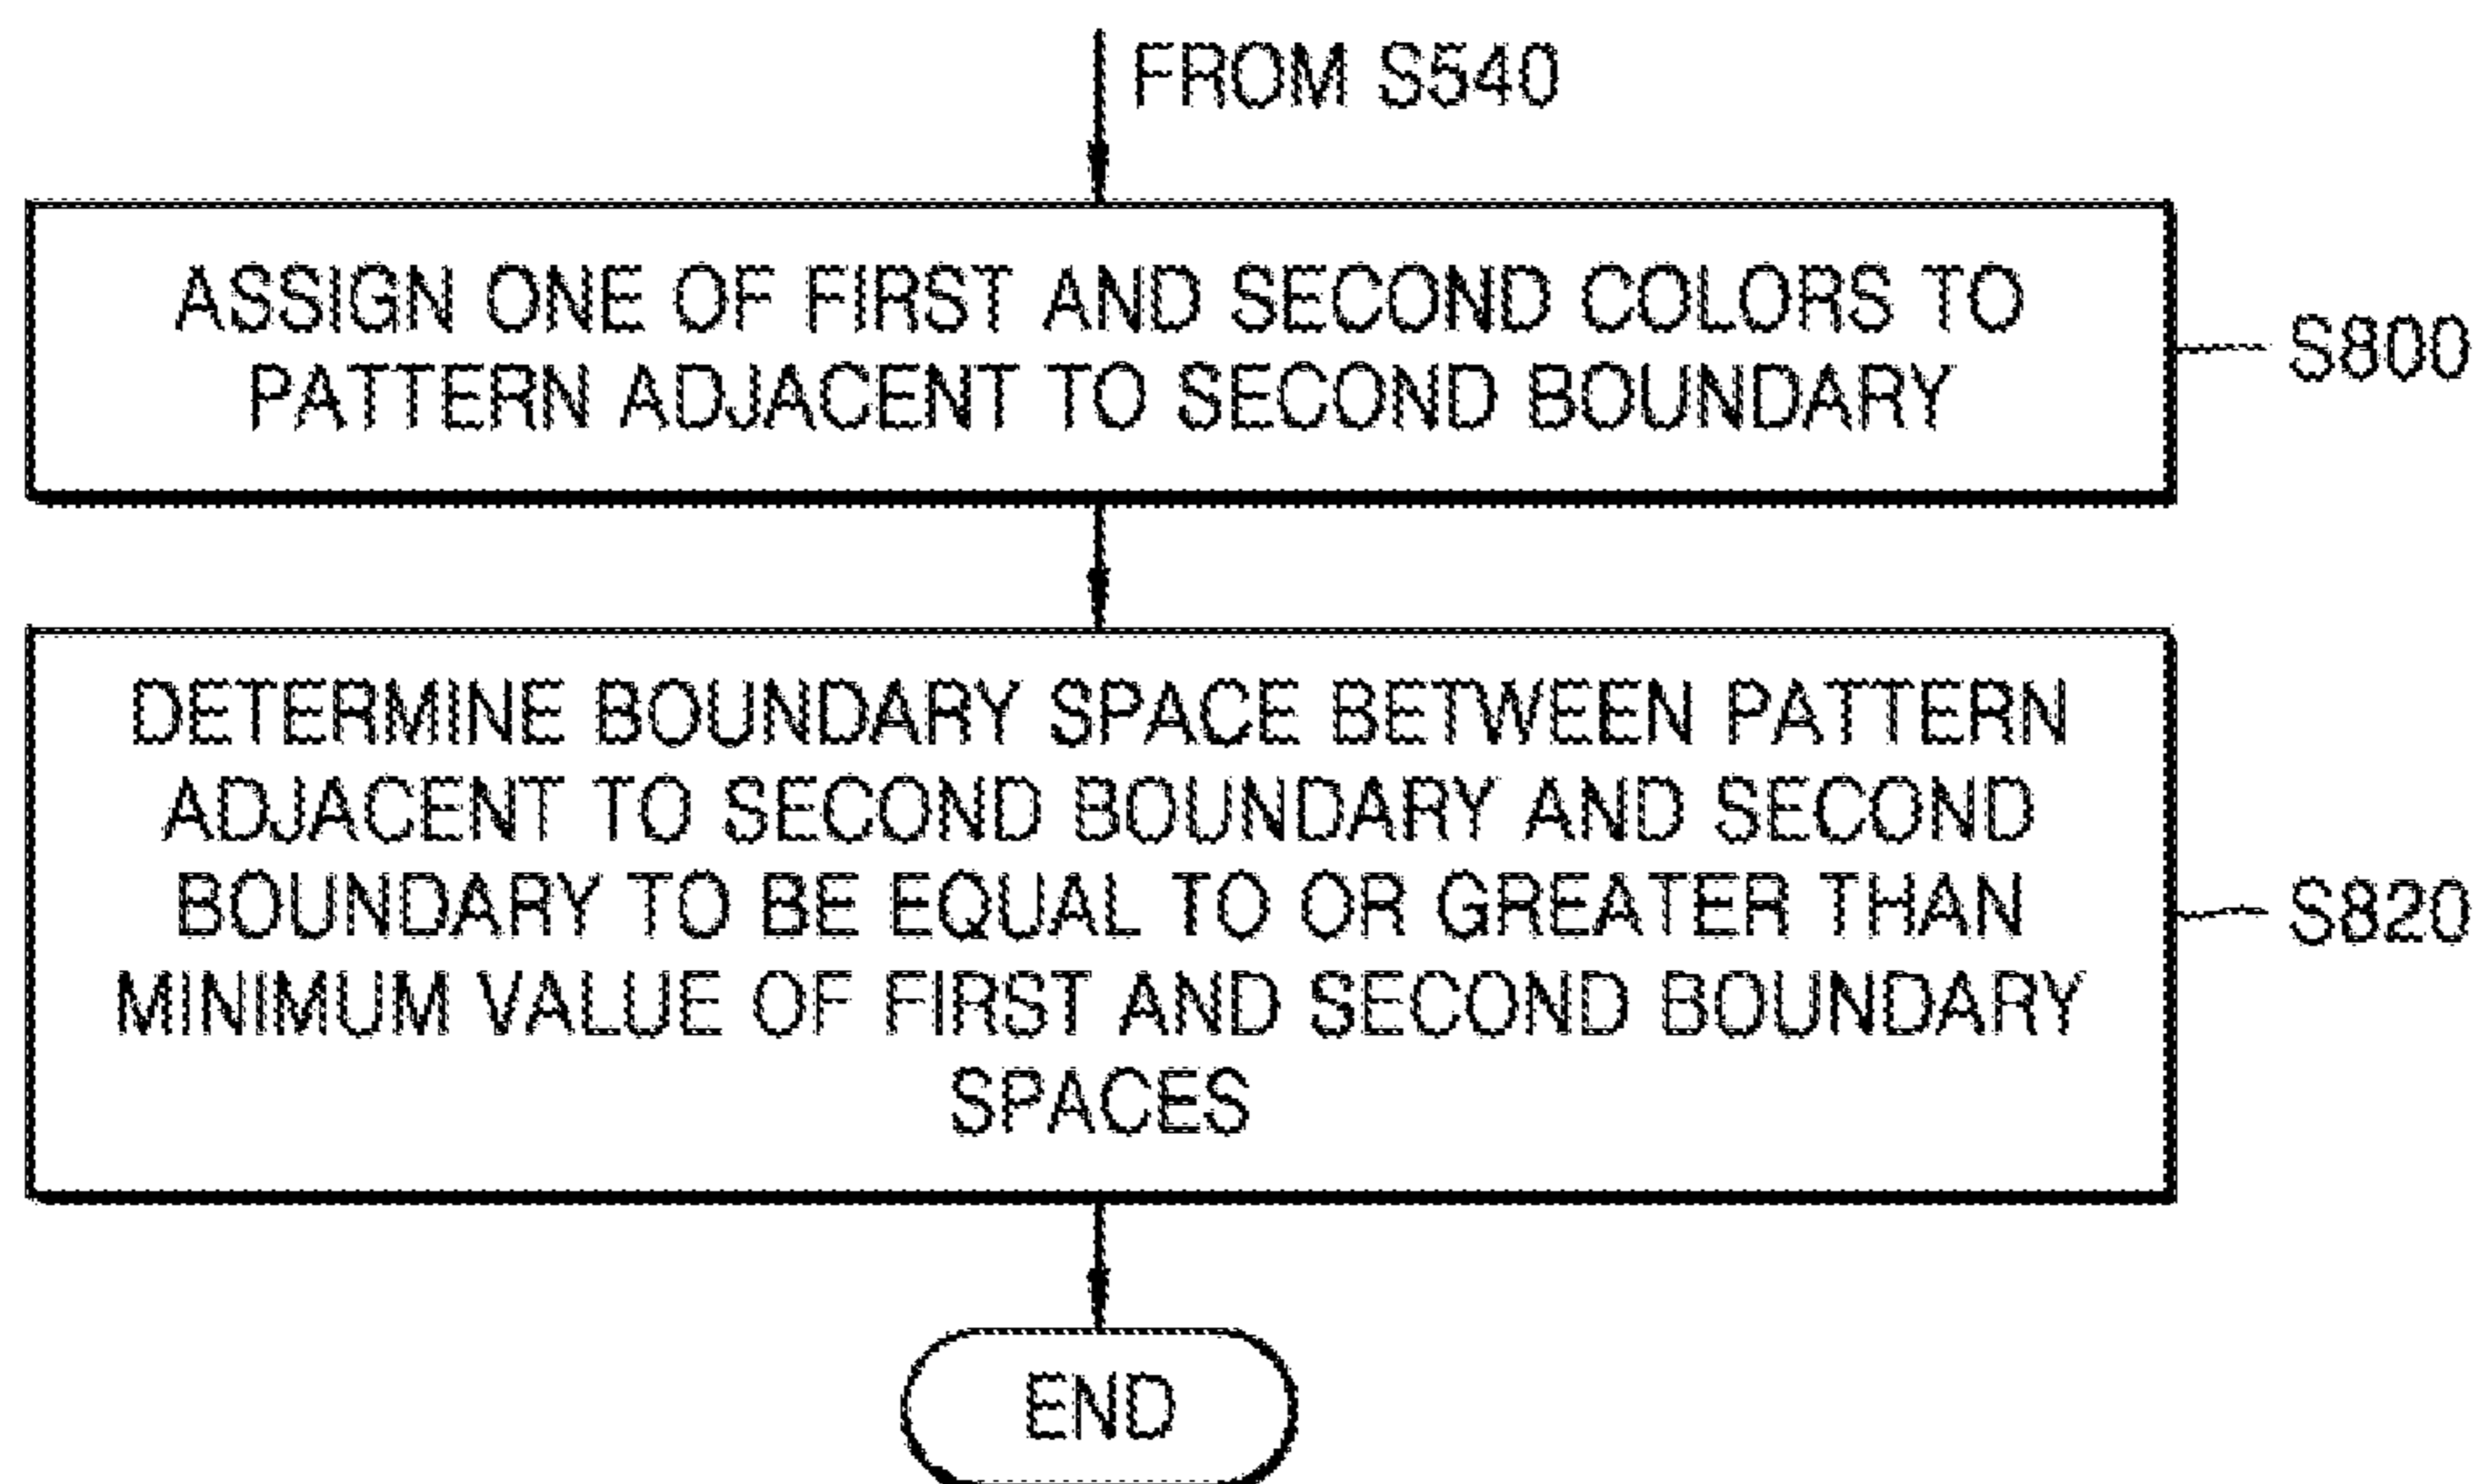 FROM S540
ASSIGN ONE OF FIRST AND SECOND COLORS TO
PATTERN ADJACENT TO SECOND BOUNDARY
S800
DETERMINE BOUNDARY SPACE BETWEEN PATTERN
ADJACENT TO SECOND BOUNDARY AND SECOND
BOUNDARY TO BE EQUAL TO OR GREATER THAN
MINIMUM VALUE OF FIRST AND SECOND BOUNDARY
SPACES
S820
END